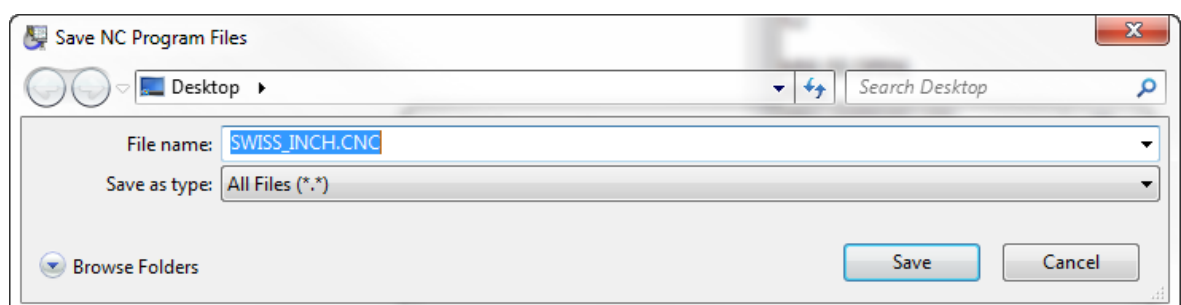 Save NC Program Files
Desktop Search Desktop
File name: SWISS_INCH.CNC
Save as type: All Files (*.*)
Browse Folders Save Cancel